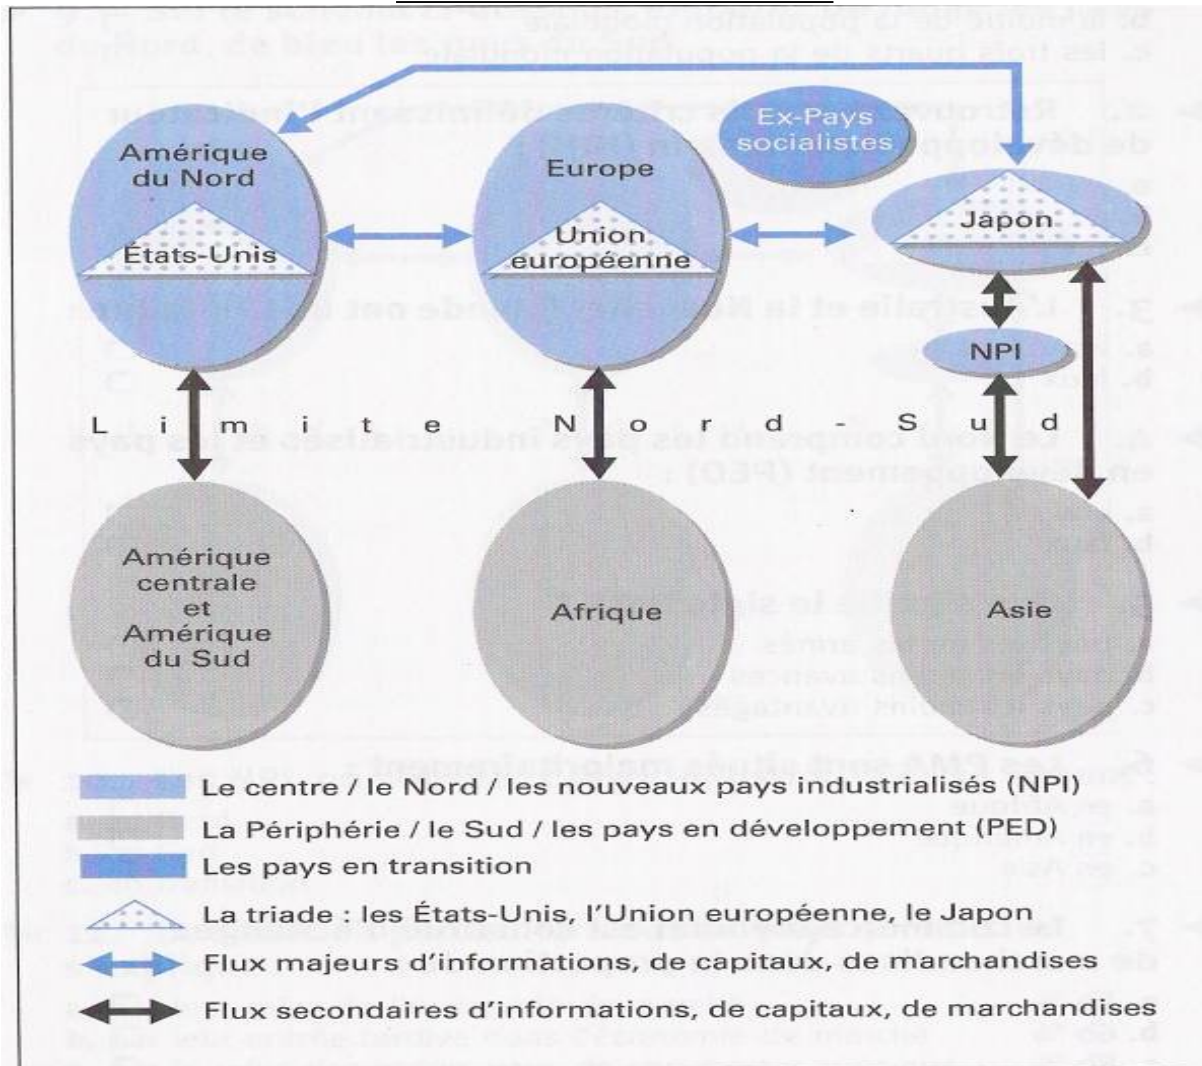 Amérique
du Nord
États-Unis
Europe
Union
européenne
Ex-Pays
socialistes
Japon
NPI
Limite Nord-Sud
Amérique
centrale
et
Amérique
du Sud
Afrique
Asie
Le centre / le Nord / les nouveaux pays industrialisés (NPI)
La Périphérie / le Sud / les pays en développement (PED)
Les pays en transition
La triade : les États-Unis, l'Union européenne, le Japon
Flux majeurs d'informations, de capitaux, de marchandises
Flux secondaires d'informations, de capitaux, de marchandises